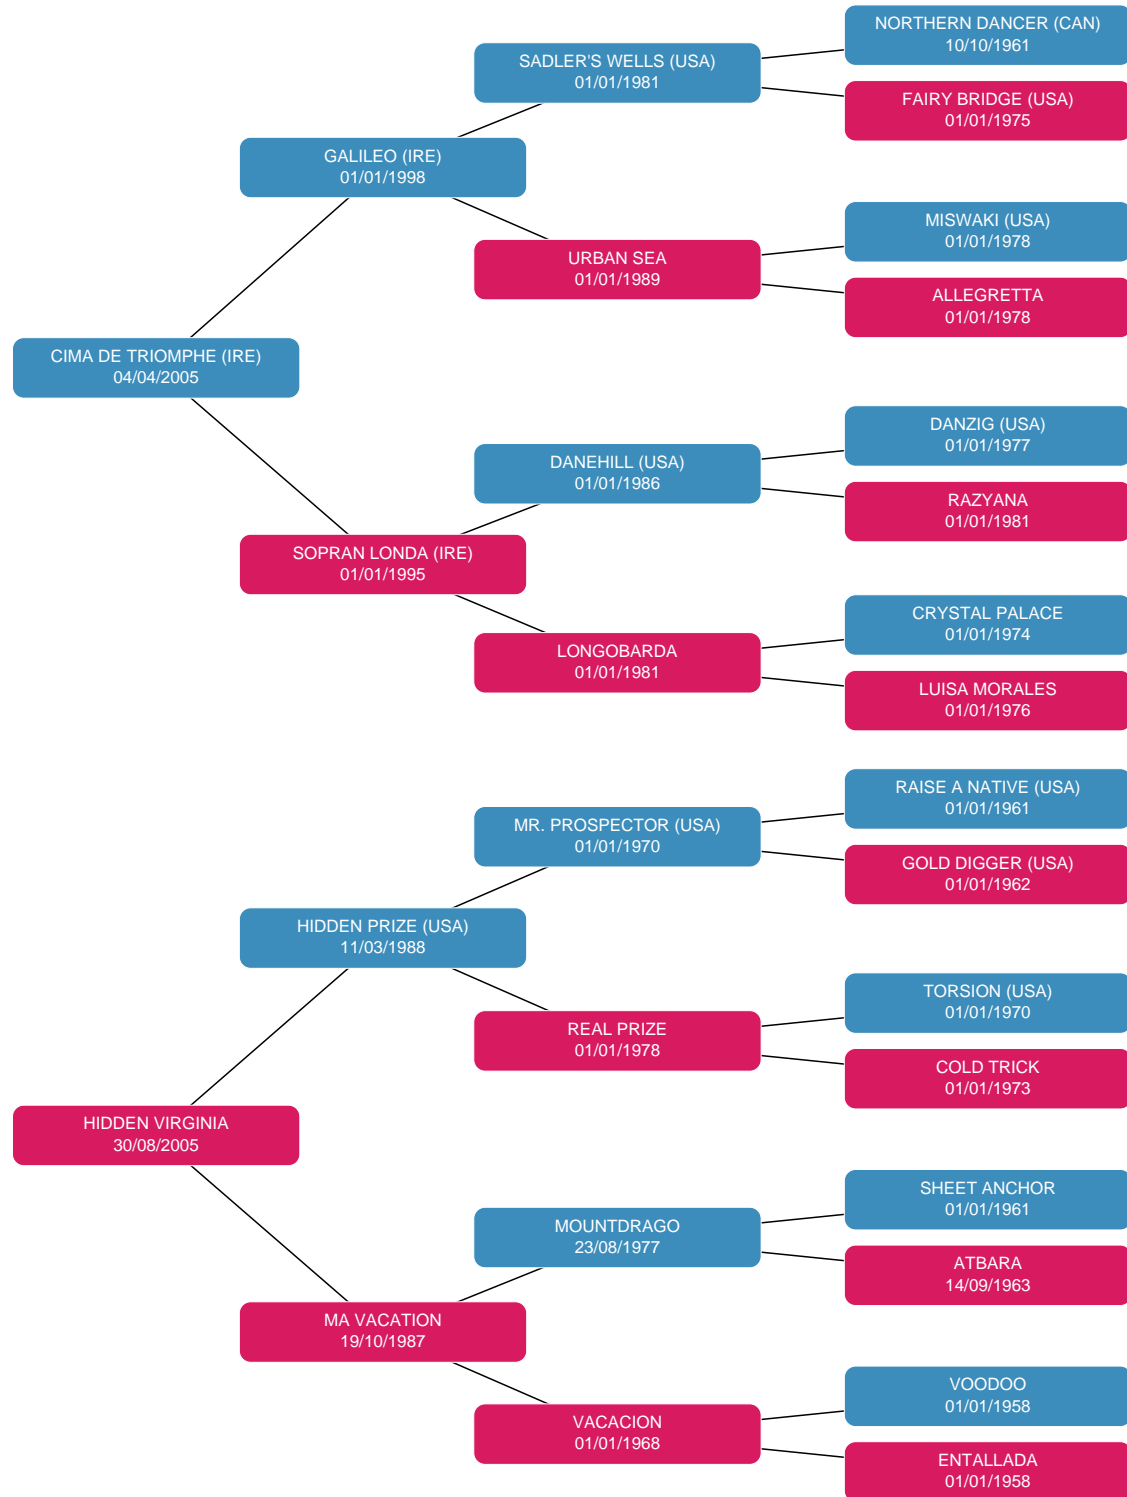 NORTHERN DANCER (CAN)
10/10/1961
SADLER'S WELLS (USA)
01/01/1981
FAIRY BRIDGE (USA)
01/01/1975
GALILEO (IRE)
01/01/1998
MISWAKI (USA)
01/01/1978
URBAN SEA
01/01/1989
ALLEGRETTA
01/01/1978
CIMA DE TRIOMPHE (IRE)
04/04/2005
DANZIG (USA)
01/01/1977
DANEHILL (USA)
01/01/1986
RAZYANA
01/01/1981
SOPRAN LONDA (IRE)
01/01/1995
CRYSTAL PALACE
01/01/1974
LONGOBARDA
01/01/1981
LUISA MORALES
01/01/1976
RAISE A NATIVE (USA)
01/01/1961
MR. PROSPECTOR (USA)
01/01/1970
GOLD DIGGER (USA)
01/01/1962
HIDDEN PRIZE (USA)
11/03/1988
TORSION (USA)
01/01/1970
REAL PRIZE
01/01/1978
COLD TRICK
01/01/1973
HIDDEN VIRGINIA
30/08/2005
SHEET ANCHOR
01/01/1961
MOUNTDRAGO
23/08/1977
ATBARA
14/09/1963
MA VACATION
19/10/1987
VOODOO
01/01/1958
VACACION
01/01/1968
ENTALLADA
01/01/1958